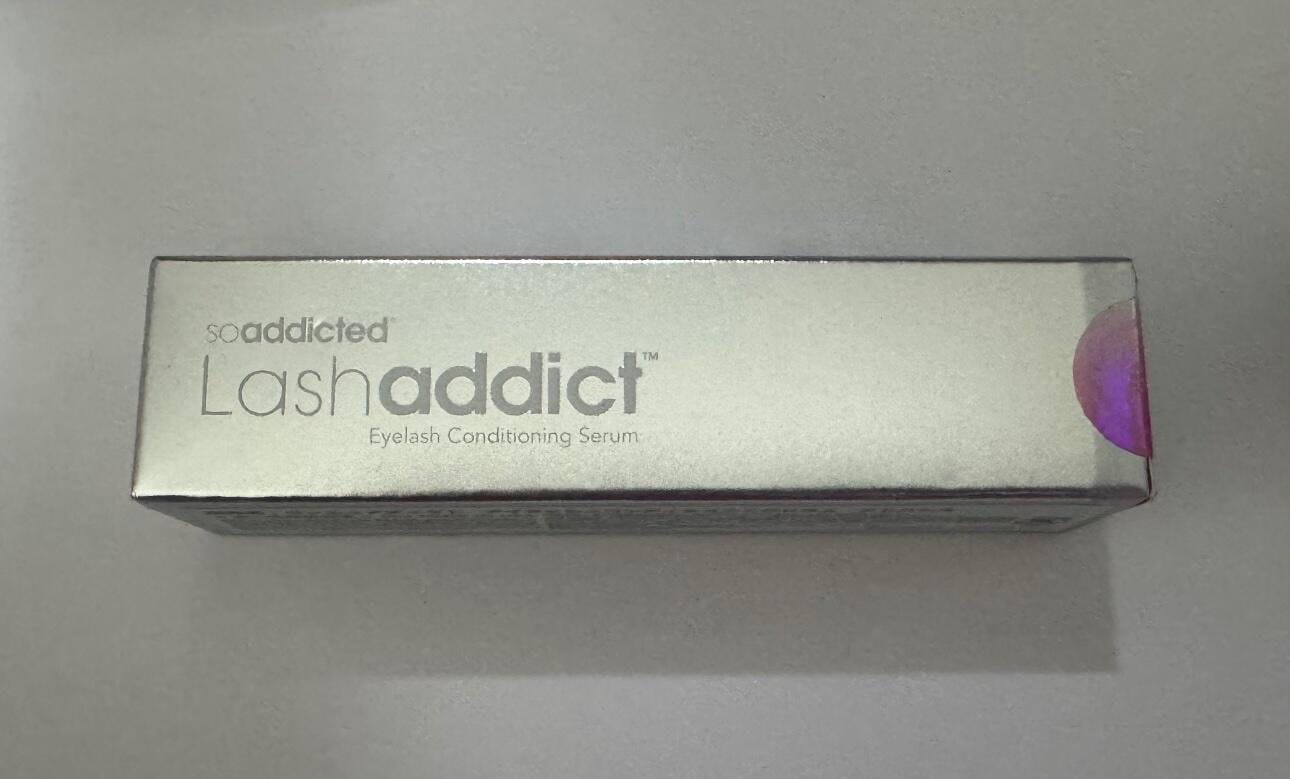 soaddicted®
Lashaddict™
Eyelash Conditioning Serum